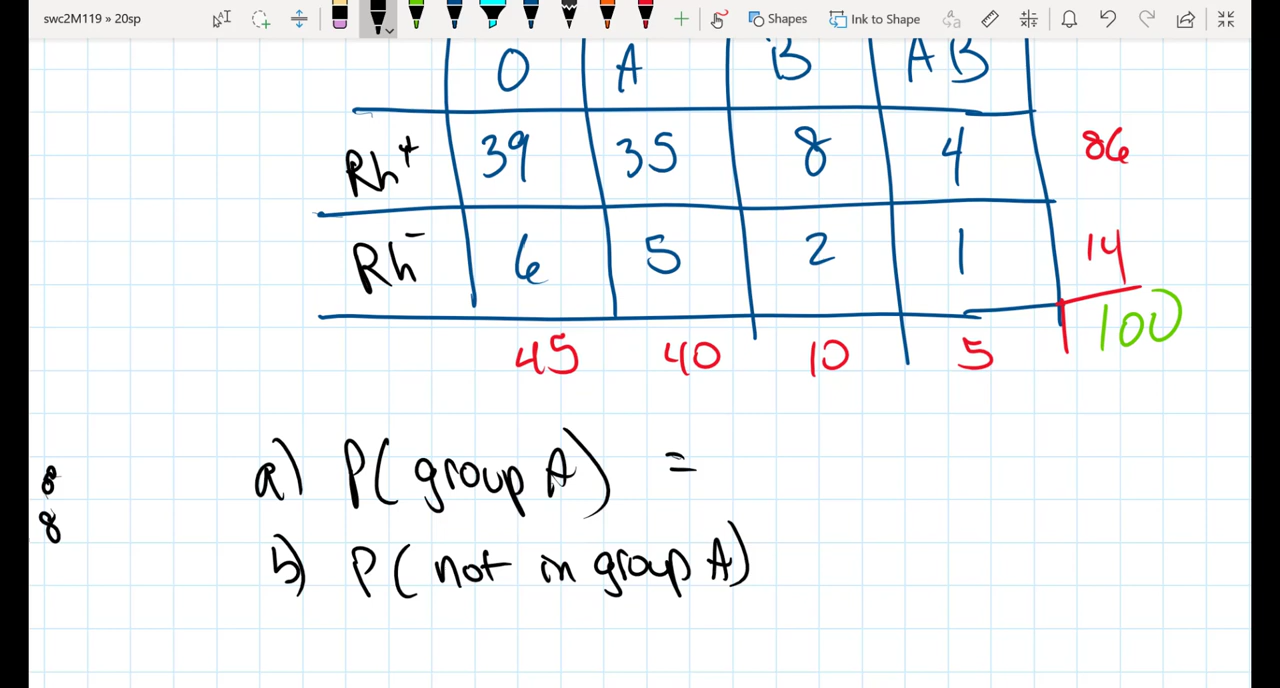 swc2M119 » 20sp
Shapes
Ink to Shape
O A B AB
Rh+ 39 35 8 4 86
Rh- 6 5 2 1 14
45 40 10 5 100
a) P(group A) =
8
8
b) P(not in group A)